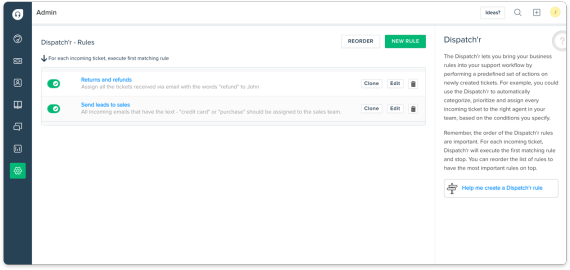 Admin
Ideas?
Dispatch'r - Rules
REORDER
NEW RULE
For each incoming ticket, execute first matching rule
Returns and refunds
Assign all the tickets received via email with the words "refund" to John
Clone
Edit
Send leads to sales
All incoming emails that have the text - "credit card" or "purchase" should be assigned to the sales team.
Clone
Edit
Dispatch'r
?
The Dispatch'r lets you bring your business
rules into your support workflow by
performing a predefined set of actions on
newly created tickets. For example, you could
use the Dispatch'r to automatically
categorize, prioritize and assign every
incoming ticket to the right agent in your
team, based on the conditions you specify.
Remember, the order of the Dispatch'r rules
are important. For each incoming ticket,
Dispatch'r will execute the first matching rule
and stop. You can reorder the list of rules to
have the most important rules on top.
Help me create a Dispatch'r rule